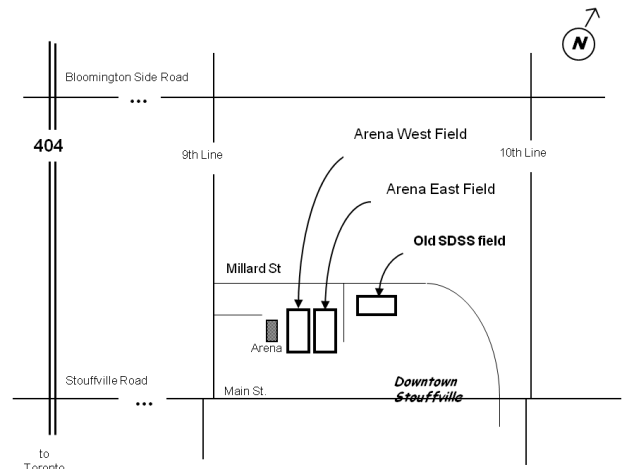 N
Bloomington Side Road
...
404
9th Line
Arena West Field
10th Line
Arena East Field
Old SDSS field
Millard St
Arena
Stouffville Road
...
Main St.
Downtown
Stouffville
to
Toronto